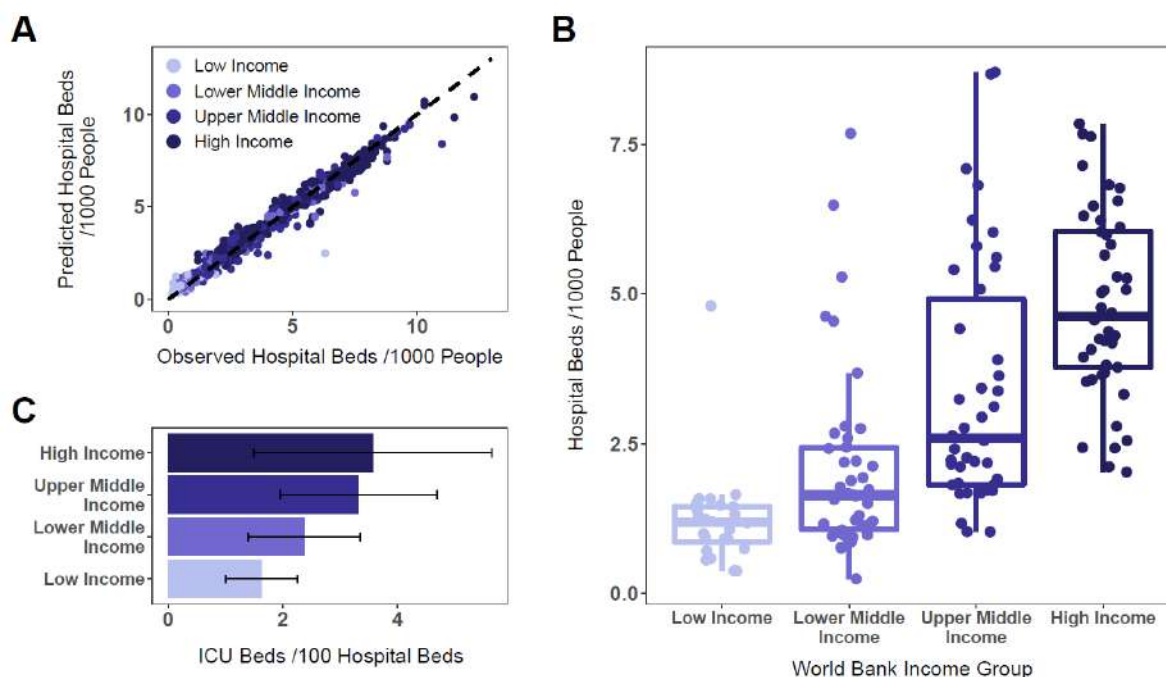 A
Predicted Hospital Beds
/1000 People
10
5
0
Low Income
Lower Middle Income
Upper Middle Income
High Income
0
5
10
Observed Hospital Beds /1000 People
B
Hospital Beds /1000 People
7.5
5.0
2.5
0.0
Low Income
Lower Middle
Income
Upper Middle
Income
High Income
World Bank Income Group
C
High Income
Upper Middle
Income
Lower Middle
Income
Low Income
0
2
4
ICU Beds /100 Hospital Beds